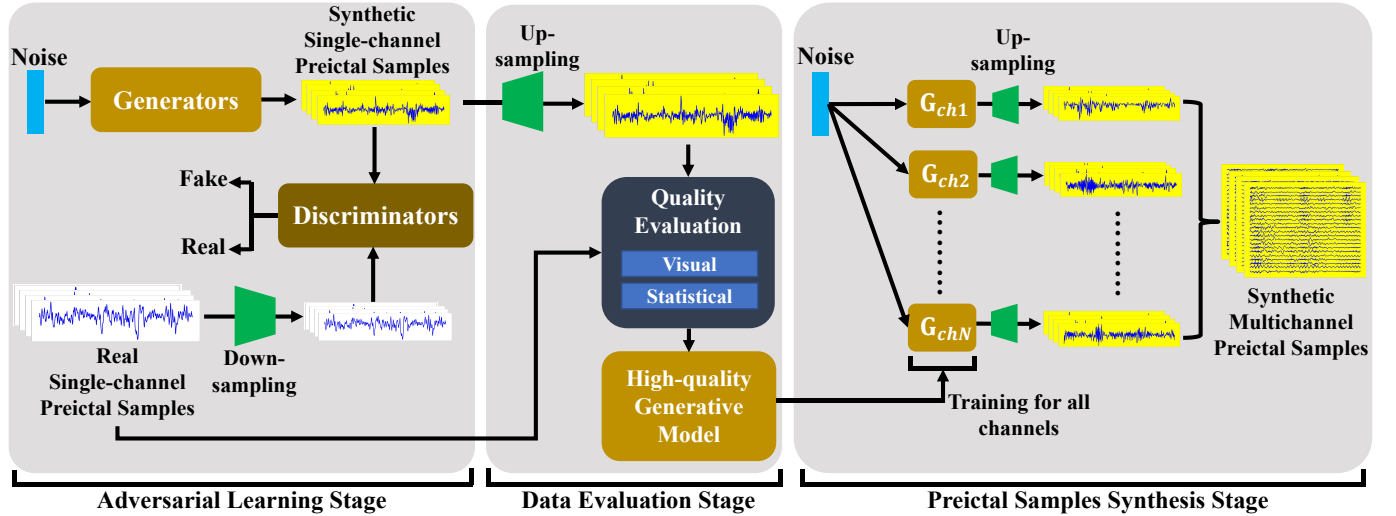 Noise
Generators
Synthetic
Single-channel
Preictal Samples
Fake
Real
Discriminators
Real
Single-channel
Preictal Samples
Down-
sampling
Adversarial Learning Stage
Up-
sampling
Quality
Evaluation
Visual
Statistical
High-quality
Generative
Model
Data Evaluation Stage
Noise
Up-
sampling
G_ch1
G_ch2
G_chN
Training for all
channels
Synthetic
Multichannel
Preictal Samples
Preictal Samples Synthesis Stage